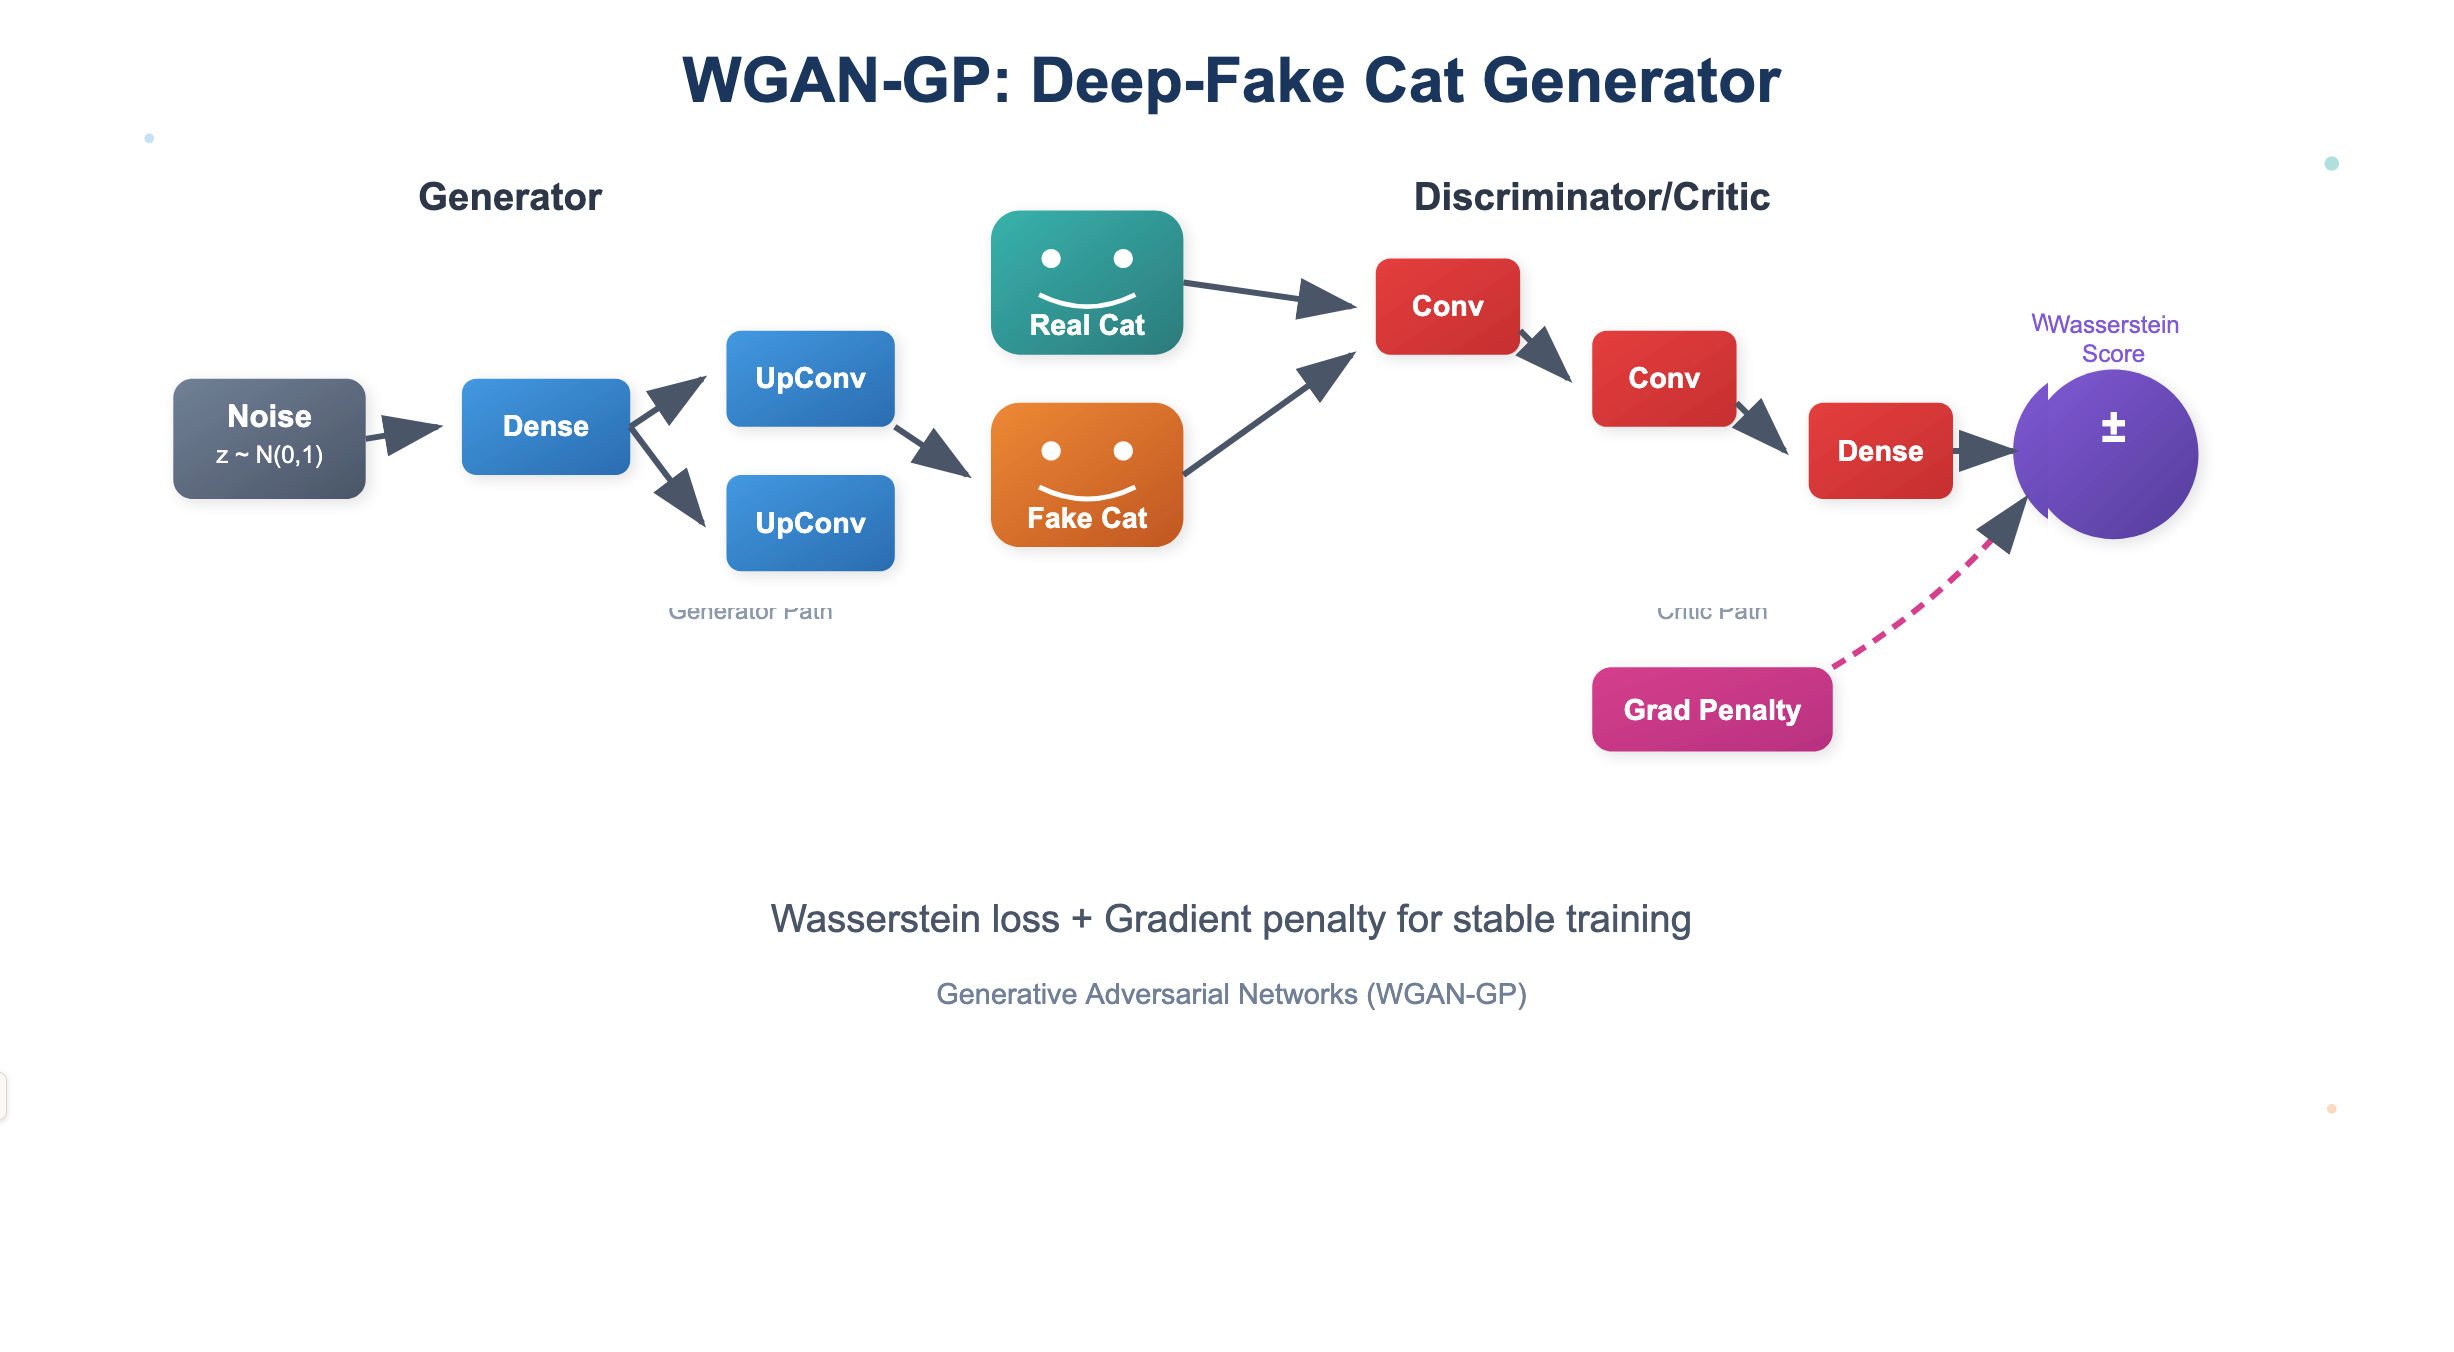 WGAN-GP: Deep-Fake Cat Generator
Generator
Discriminator/Critic
Noise
z ~ N(0,1)
Dense
UpConv
UpConv
Real Cat
Fake Cat
Conv
Conv
Dense
Wasserstein
Score
±
Generator Path
Critic Path
Grad Penalty
Wasserstein loss + Gradient penalty for stable training
Generative Adversarial Networks (WGAN-GP)